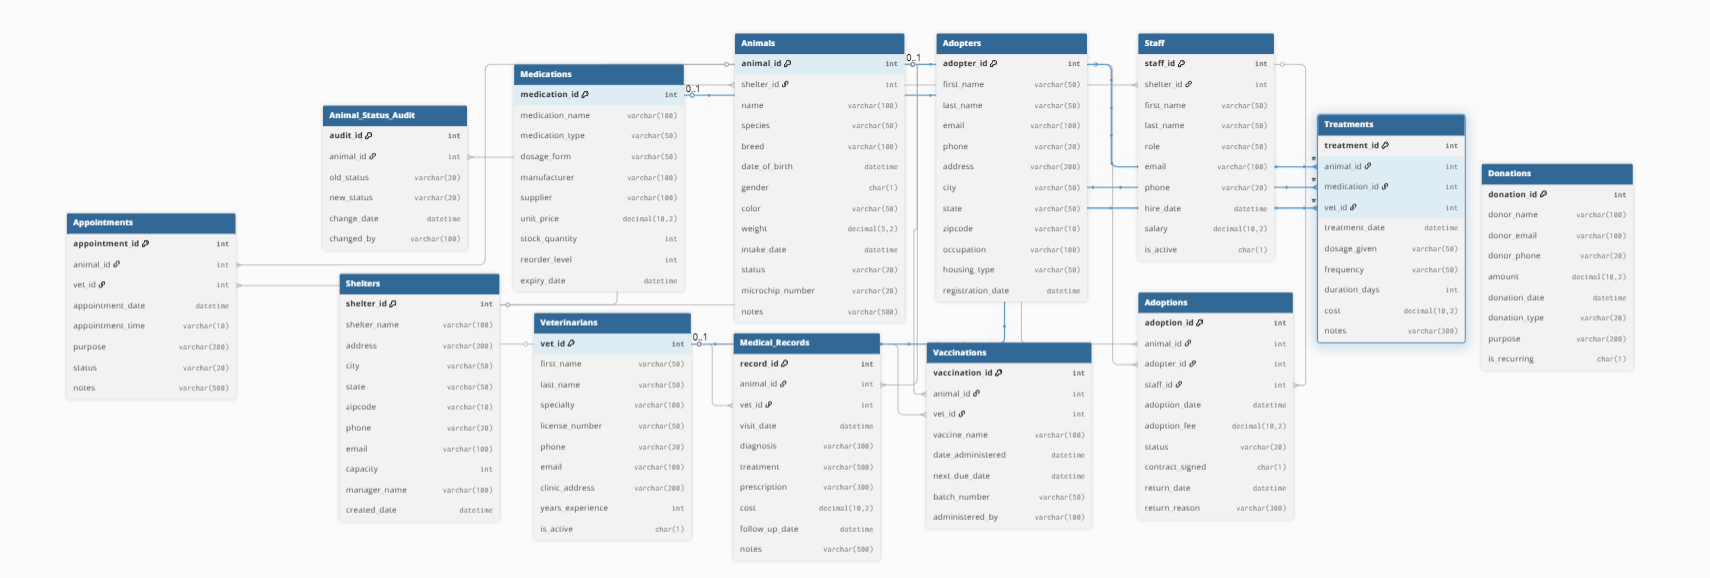 Appointments
appointment_id int
animal_id int
vet_id int
appointment_date datetime
appointment_time varchar(10)
purpose varchar(200)
status varchar(20)
notes varchar(500)
Animal_Status_Audit
audit_id int
animal_id int
old_status varchar(20)
new_status varchar(20)
change_date datetime
changed_by varchar(100)
Shelters
shelter_id int
shelter_name varchar(100)
address varchar(200)
city varchar(50)
state varchar(50)
zipcode varchar(10)
phone varchar(20)
email varchar(100)
capacity int
manager_name varchar(100)
created_date datetime
Medications
medication_id int
0..1
medication_name varchar(100)
medication_type varchar(50)
dosage_form varchar(50)
manufacturer varchar(100)
supplier varchar(100)
unit_price decimal(10,2)
stock_quantity int
reorder_level int
expiry_date datetime
Veterinarians
vet_id int
0..1
first_name varchar(50)
last_name varchar(50)
specialty varchar(100)
license_number varchar(50)
phone varchar(20)
email varchar(100)
clinic_address varchar(200)
years_experience int
is_active char(1)
Animals
animal_id int
0..1
shelter_id int
name varchar(100)
species varchar(50)
breed varchar(100)
date_of_birth datetime
gender char(1)
color varchar(50)
weight decimal(5,2)
intake_date datetime
status varchar(20)
microchip_number varchar(20)
notes varchar(500)
Medical_Records
record_id int
animal_id int
vet_id int
visit_date datetime
diagnosis varchar(300)
treatment varchar(500)
prescription varchar(300)
cost decimal(10,2)
follow_up_date datetime
notes varchar(500)
Adopters
adopter_id int
first_name varchar(50)
last_name varchar(50)
email varchar(100)
phone varchar(20)
address varchar(200)
city varchar(50)
state varchar(50)
zipcode varchar(10)
occupation varchar(100)
housing_type varchar(50)
registration_date datetime
Vaccinations
vaccination_id int
animal_id int
vet_id int
vaccine_name varchar(100)
date_administered datetime
next_due_date datetime
batch_number varchar(50)
administered_by varchar(100)
Staff
staff_id int
shelter_id int
first_name varchar(50)
last_name varchar(50)
role varchar(50)
email varchar(100)
phone varchar(20)
hire_date datetime
salary decimal(10,2)
is_active char(1)
Adoptions
adoption_id int
animal_id int
adopter_id int
staff_id int
adoption_date datetime
adoption_fee decimal(10,2)
status varchar(20)
contract_signed char(1)
return_date datetime
return_reason varchar(300)
Treatments
treatment_id int
* animal_id int
* medication_id int
* vet_id int
treatment_date datetime
dosage_given varchar(50)
frequency varchar(50)
duration_days int
cost decimal(10,2)
notes varchar(300)
Donations
donation_id int
donor_name varchar(100)
donor_email varchar(100)
donor_phone varchar(20)
amount decimal(10,2)
donation_date datetime
donation_type varchar(20)
purpose varchar(200)
is_recurring char(1)